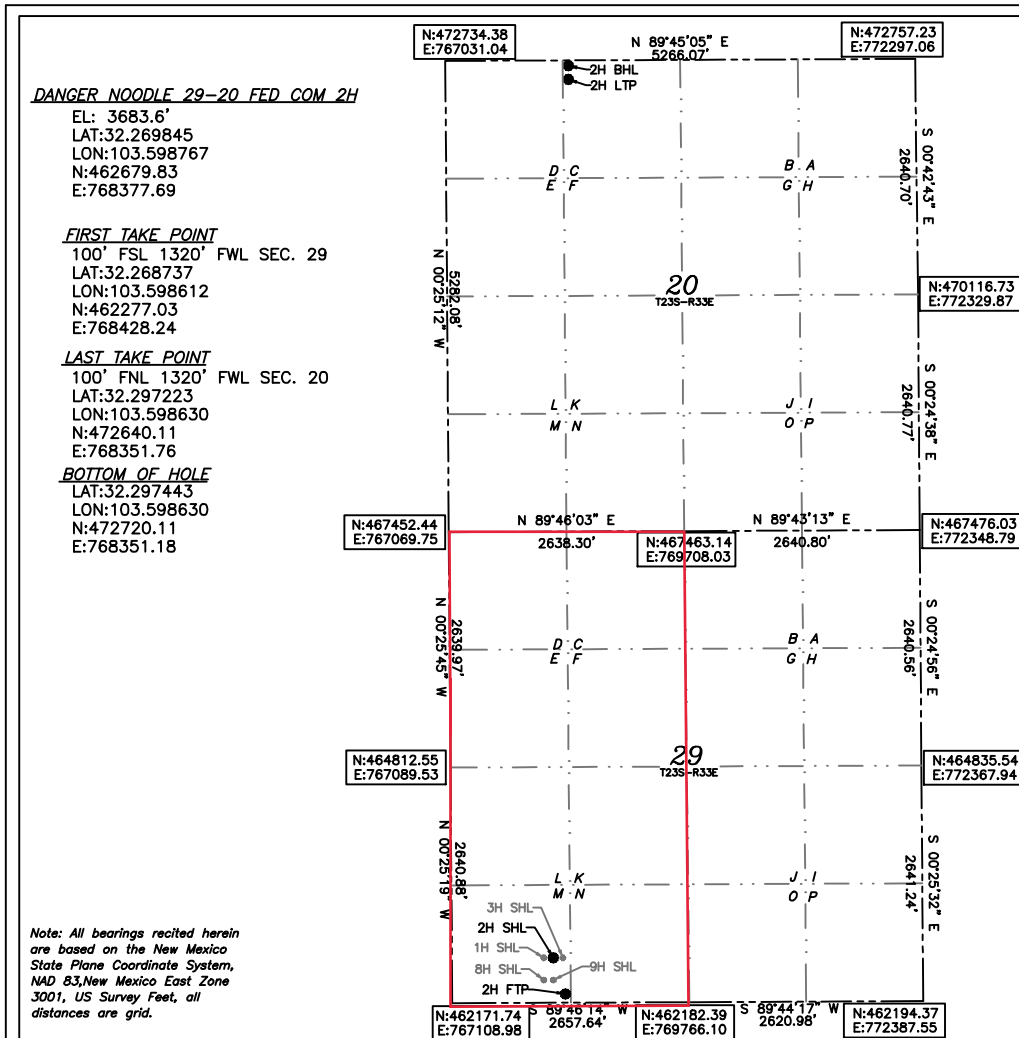 N:472734.38
E:767031.04
N 89°45'05" E
5266.07'
N:472757.23
E:772297.06
2H BHL
2H LTP
DANGER NOODLE 29-20 FED COM 2H
EL: 3683.6'
LAT:32.269845
LON:103.598767
N:462679.83
E:768377.69
FIRST TAKE POINT
100' FSL 1320' FWL SEC. 29
LAT:32.268737
LON:103.598612
N:462277.03
E:768428.24
LAST TAKE POINT
100' FNL 1320' FWL SEC. 20
LAT:32.297223
LON:103.598630
N:472640.11
E:768351.76
BOTTOM OF HOLE
LAT:32.297443
LON:103.598630
N:472720.11
E:768351.18
D C
E F
B A
G H
S 00°42'43" E
2640.70'
N 00°25'12" W
5282.08'
20
T23S-R33E
N:470116.73
E:772329.87
L K
M N
J I
O P
S 00°24'38" E
2640.77'
N:467452.44
E:767069.75
N 89°46'03" E
2638.30'
N:467463.14
E:769708.03
N 89°43'13" E
2640.80'
N:467476.03
E:772348.79
N 00°25'45" W
2639.97'
D C
E F
B A
G H
S 00°24'56" E
2640.56'
N:464812.55
E:767089.53
29
T23S-R33E
N:464835.54
E:772367.94
N 00°25'19" W
2640.88'
L K
M N
J I
O P
S 00°25'32" E
2641.24'
3H SHL
2H SHL
1H SHL
8H SHL
9H SHL
2H FTP
Note: All bearings recited herein
are based on the New Mexico
State Plane Coordinate System,
NAD 83,New Mexico East Zone
3001, US Survey Feet, all
distances are grid.
N:462171.74
E:767108.98
S 89°46'14" W
2657.64'
N:462182.39
E:769766.10
S 89°44'17" W
2620.98'
N:462194.37
E:772387.55